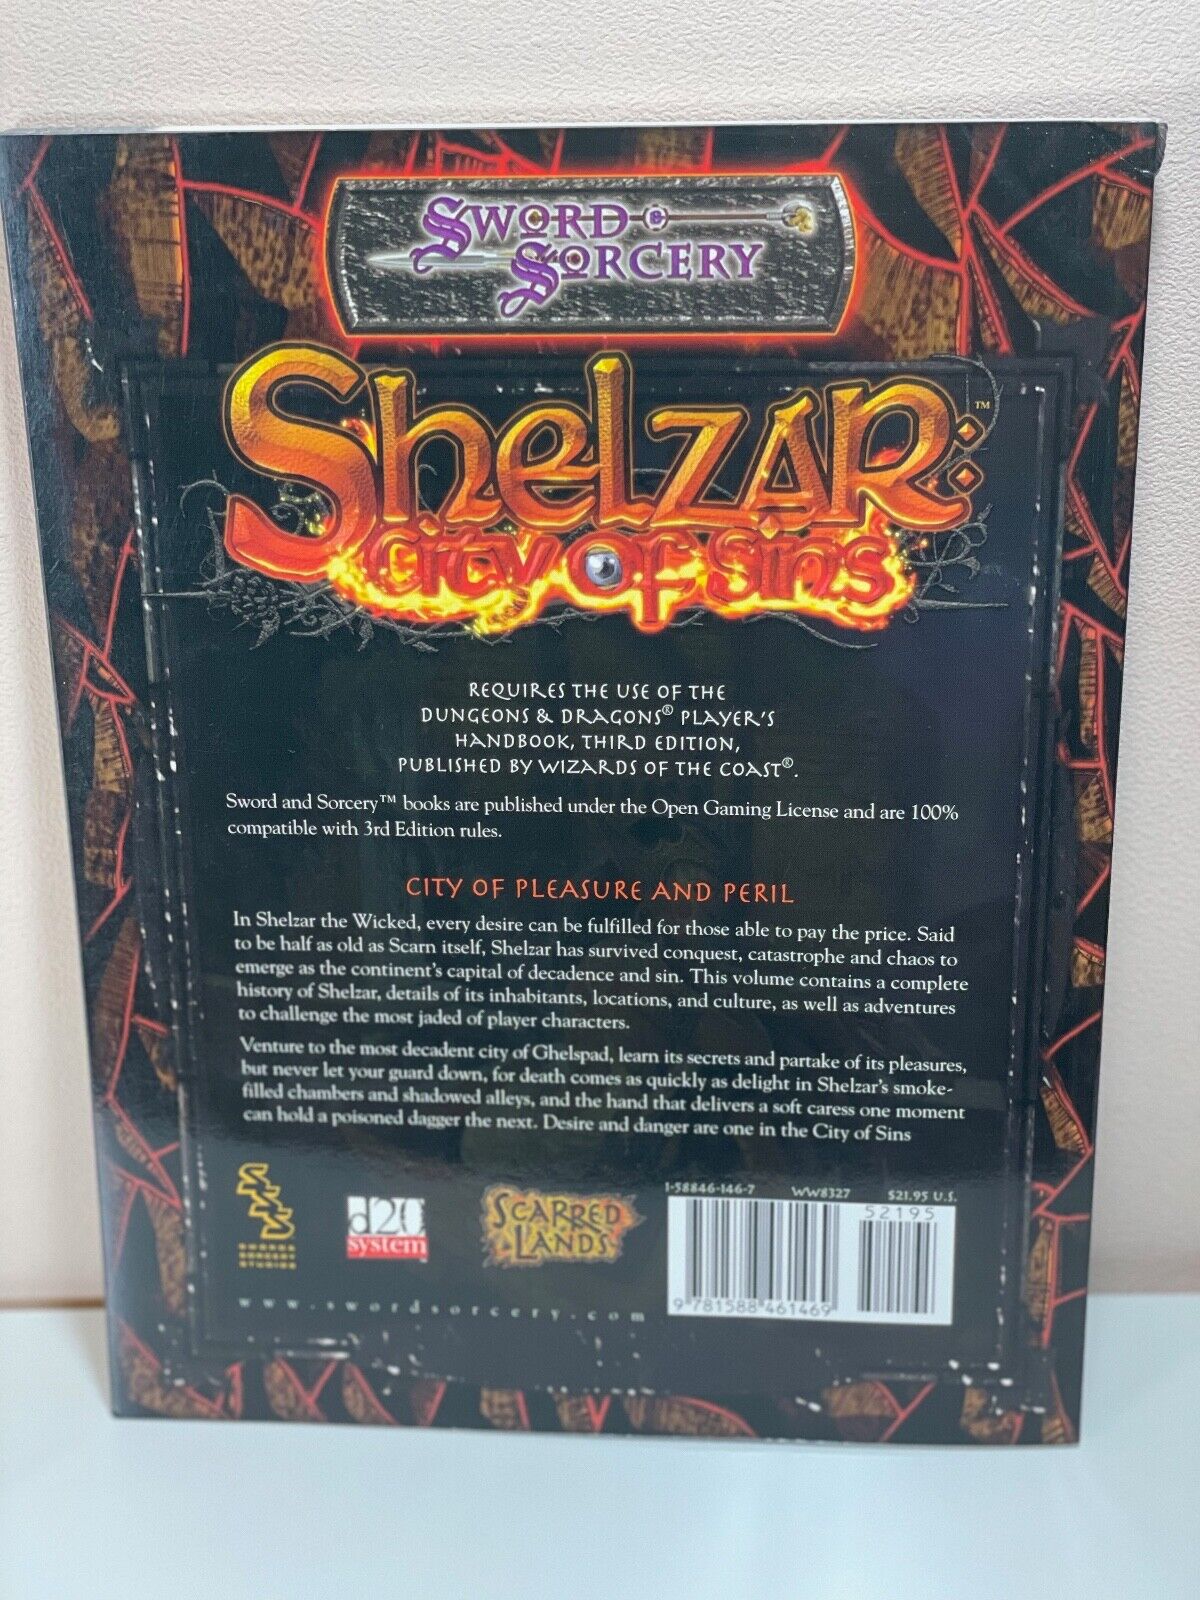 SWORD &
SORCERY
Shelzar:™
City of Sins
REQUIRES THE USE OF THE
DUNGEONS & DRAGONS® PLAYER'S
HANDBOOK, THIRD EDITION,
PUBLISHED BY WIZARDS OF THE COAST®.
Sword and Sorcery™ books are published under the Open Gaming License and are 100%
compatible with 3rd Edition rules.
CITY OF PLEASURE AND PERIL
In Shelzar the Wicked, every desire can be fulfilled for those able to pay the price. Said
to be half as old as Scarn itself, Shelzar has survived conquest, catastrophe and chaos to
emerge as the continent's capital of decadence and sin. This volume contains a complete
history of Shelzar, details of its inhabitants, locations, and culture, as well as adventures
to challenge the most jaded of player characters.
Venture to the most decadent city of Ghelspad, learn its secrets and partake of its pleasures,
but never let your guard down, for death comes as quickly as delight in Shelzar's smoke-
filled chambers and shadowed alleys, and the hand that delivers a soft caress one moment
can hold a poisoned dagger the next. Desire and danger are one in the City of Sins
SSS
SWORD
SORCERY
STUDIOS
d20
system
SCARRED
LANDS
1-58846-146-7 WW8327 $21.95 U.S.
52195
9 781588 461469
www.swordsorcery.com